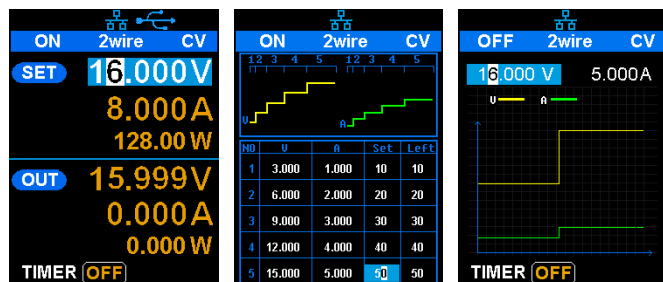 ON 2wire CV
SET 16.000V
8.000A
128.00 W
OUT 15.999V
0.000A
0.000 W
TIMER OFF
ON 2wire CV
1 2 3 4 5 1 2 3 4 5
V A
NO U A Set Left
1 3.000 1.000 10 10
2 6.000 2.000 20 20
3 9.000 3.000 30 30
4 12.000 4.000 40 40
5 15.000 5.000 50 50
OFF 2wire CV
16.000 V 5.000A
V A
TIMER OFF